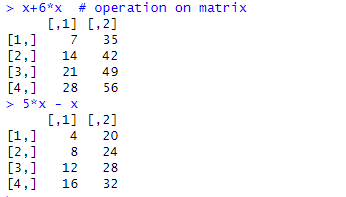 > x+6*x  # operation on matrix
     [,1] [,2]
[1,]    7   35
[2,]   14   42
[3,]   21   49
[4,]   28   56
> 5*x - x
     [,1] [,2]
[1,]    4   20
[2,]    8   24
[3,]   12   28
[4,]   16   32